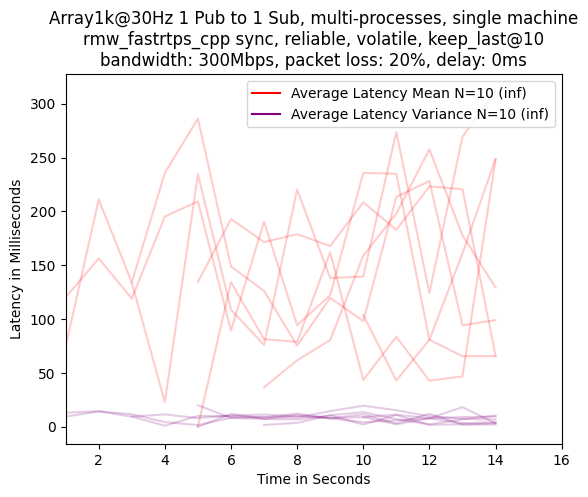 Array1k@30Hz 1 Pub to 1 Sub, multi-processes, single machine
rmw_fastrtps_cpp sync, reliable, volatile, keep_last@10
bandwidth: 300Mbps, packet loss: 20%, delay: 0ms
Average Latency Mean N=10 (inf)
Average Latency Variance N=10 (inf)
Latency in Milliseconds
300
250
200
150
100
50
0
2 4 6 8 10 12 14 16
Time in Seconds